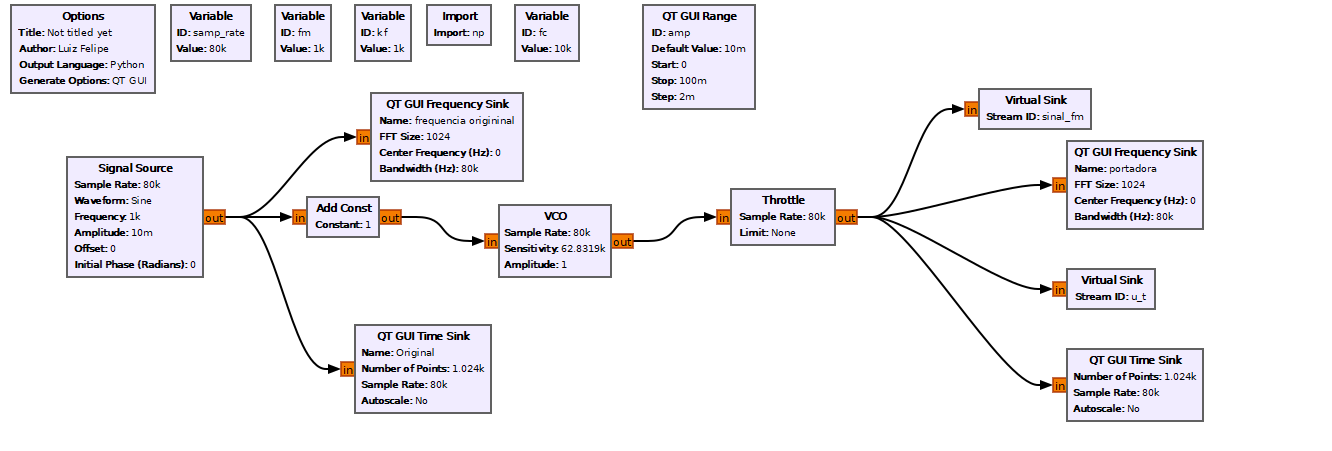 Options
Title: Not titled yet
Author: Luiz Felipe
Output Language: Python
Generate Options: QT GUI
Variable
ID: samp_rate
Value: 80k
Variable
ID: fm
Value: 1k
Variable
ID: kf
Value: 1k
Import
Import: np
Variable
ID: fc
Value: 10k
QT GUI Range
ID: amp
Default Value: 10m
Start: 0
Stop: 100m
Step: 2m
Signal Source
Sample Rate: 80k
Waveform: Sine
Frequency: 1k
Amplitude: 10m
Offset: 0
Initial Phase (Radians): 0
out
in
QT GUI Frequency Sink
Name: frequencia origininal
FFT Size: 1024
Center Frequency (Hz): 0
Bandwidth (Hz): 80k
in
Add Const
Constant: 1
out
in
QT GUI Time Sink
Name: Original
Number of Points: 1.024k
Sample Rate: 80k
Autoscale: No
in
VCO
Sample Rate: 80k
Sensitivity: 62.8319k
Amplitude: 1
out
in
Throttle
Sample Rate: 80k
Limit: None
out
in
Virtual Sink
Stream ID: sinal_fm
in
QT GUI Frequency Sink
Name: portadora
FFT Size: 1024
Center Frequency (Hz): 0
Bandwidth (Hz): 80k
in
Virtual Sink
Stream ID: u_t
in
QT GUI Time Sink
Number of Points: 1.024k
Sample Rate: 80k
Autoscale: No